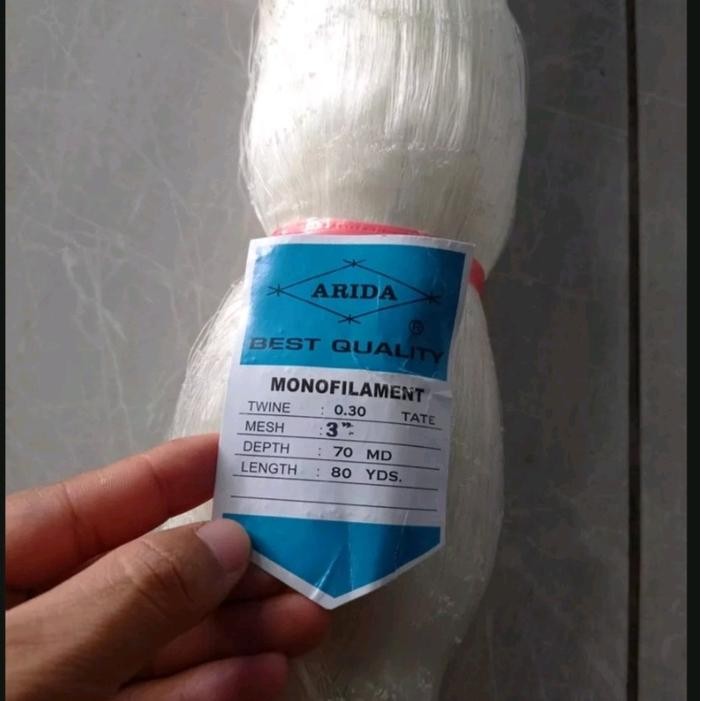 ARIDA
®
BEST QUALITY
MONOFILAMENT
TWINE : 0.30 TATE
MESH : 3"
DEPTH : 70 MD
LENGTH : 80 YDS.